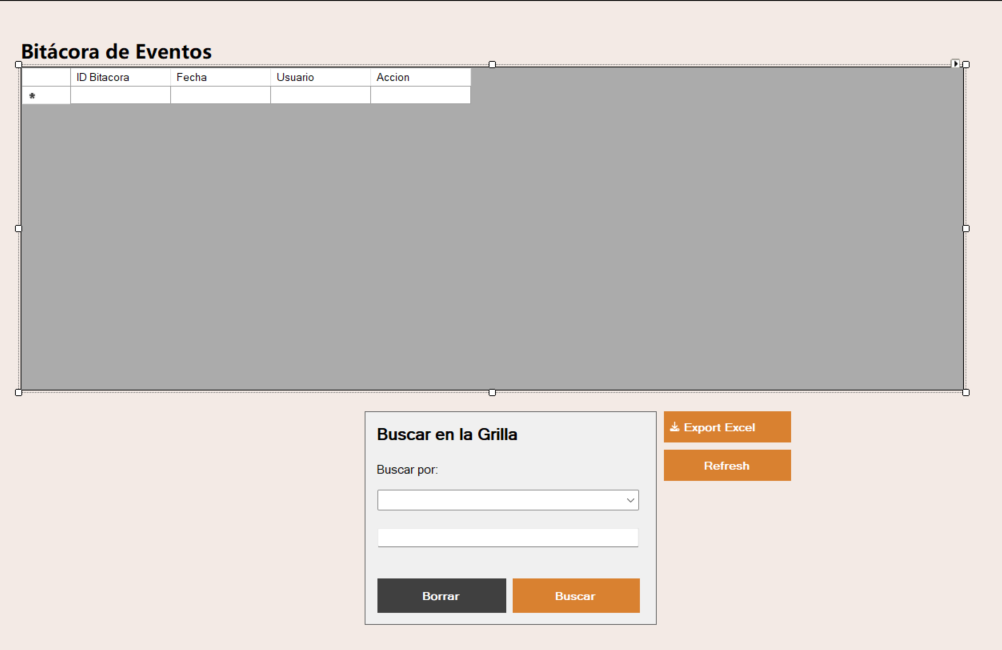 Bitácora de Eventos
ID Bitacora Fecha Usuario Accion
*
Buscar en la Grilla
Buscar por:
Borrar Buscar
Export Excel
Refresh